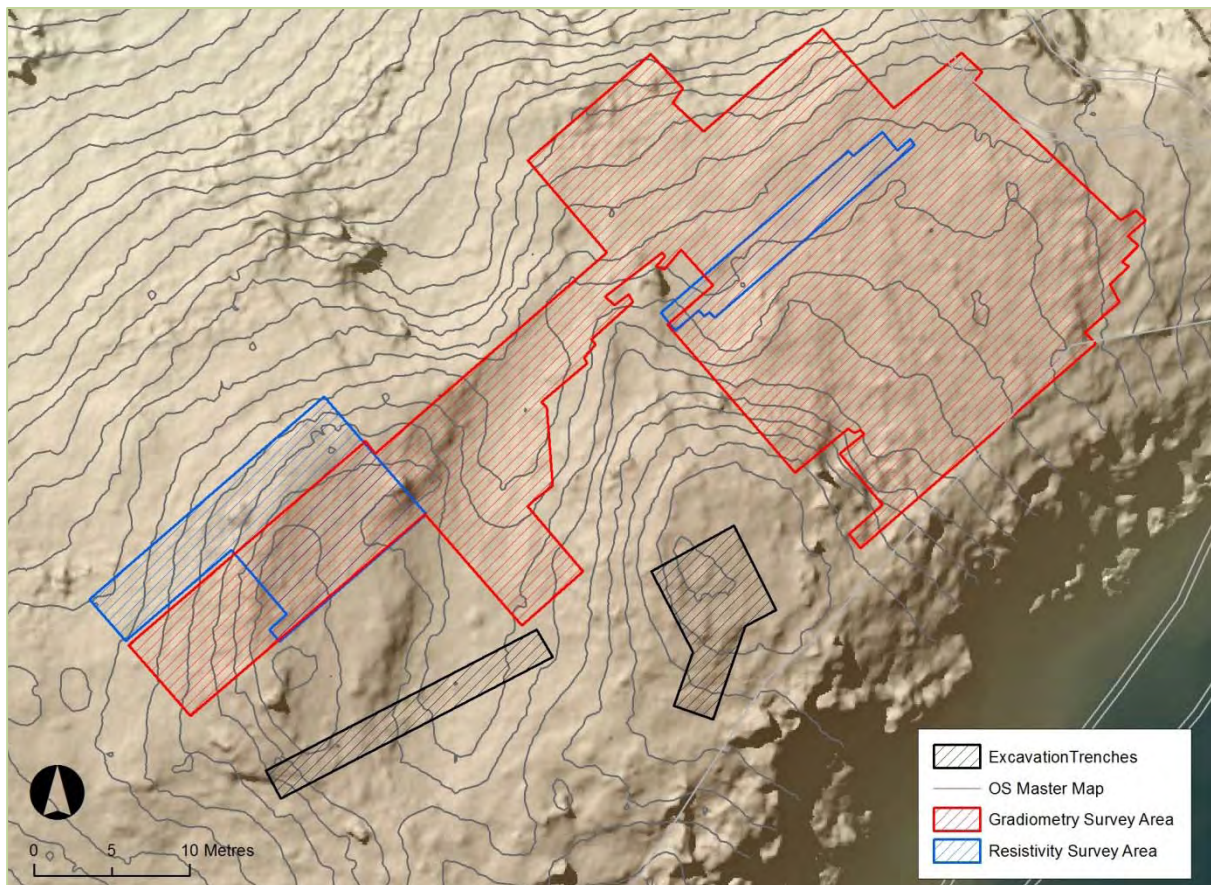 ExcavationTrenches
OS Master Map
Gradiometry Survey Area
Resistivity Survey Area
0 5 10 Metres